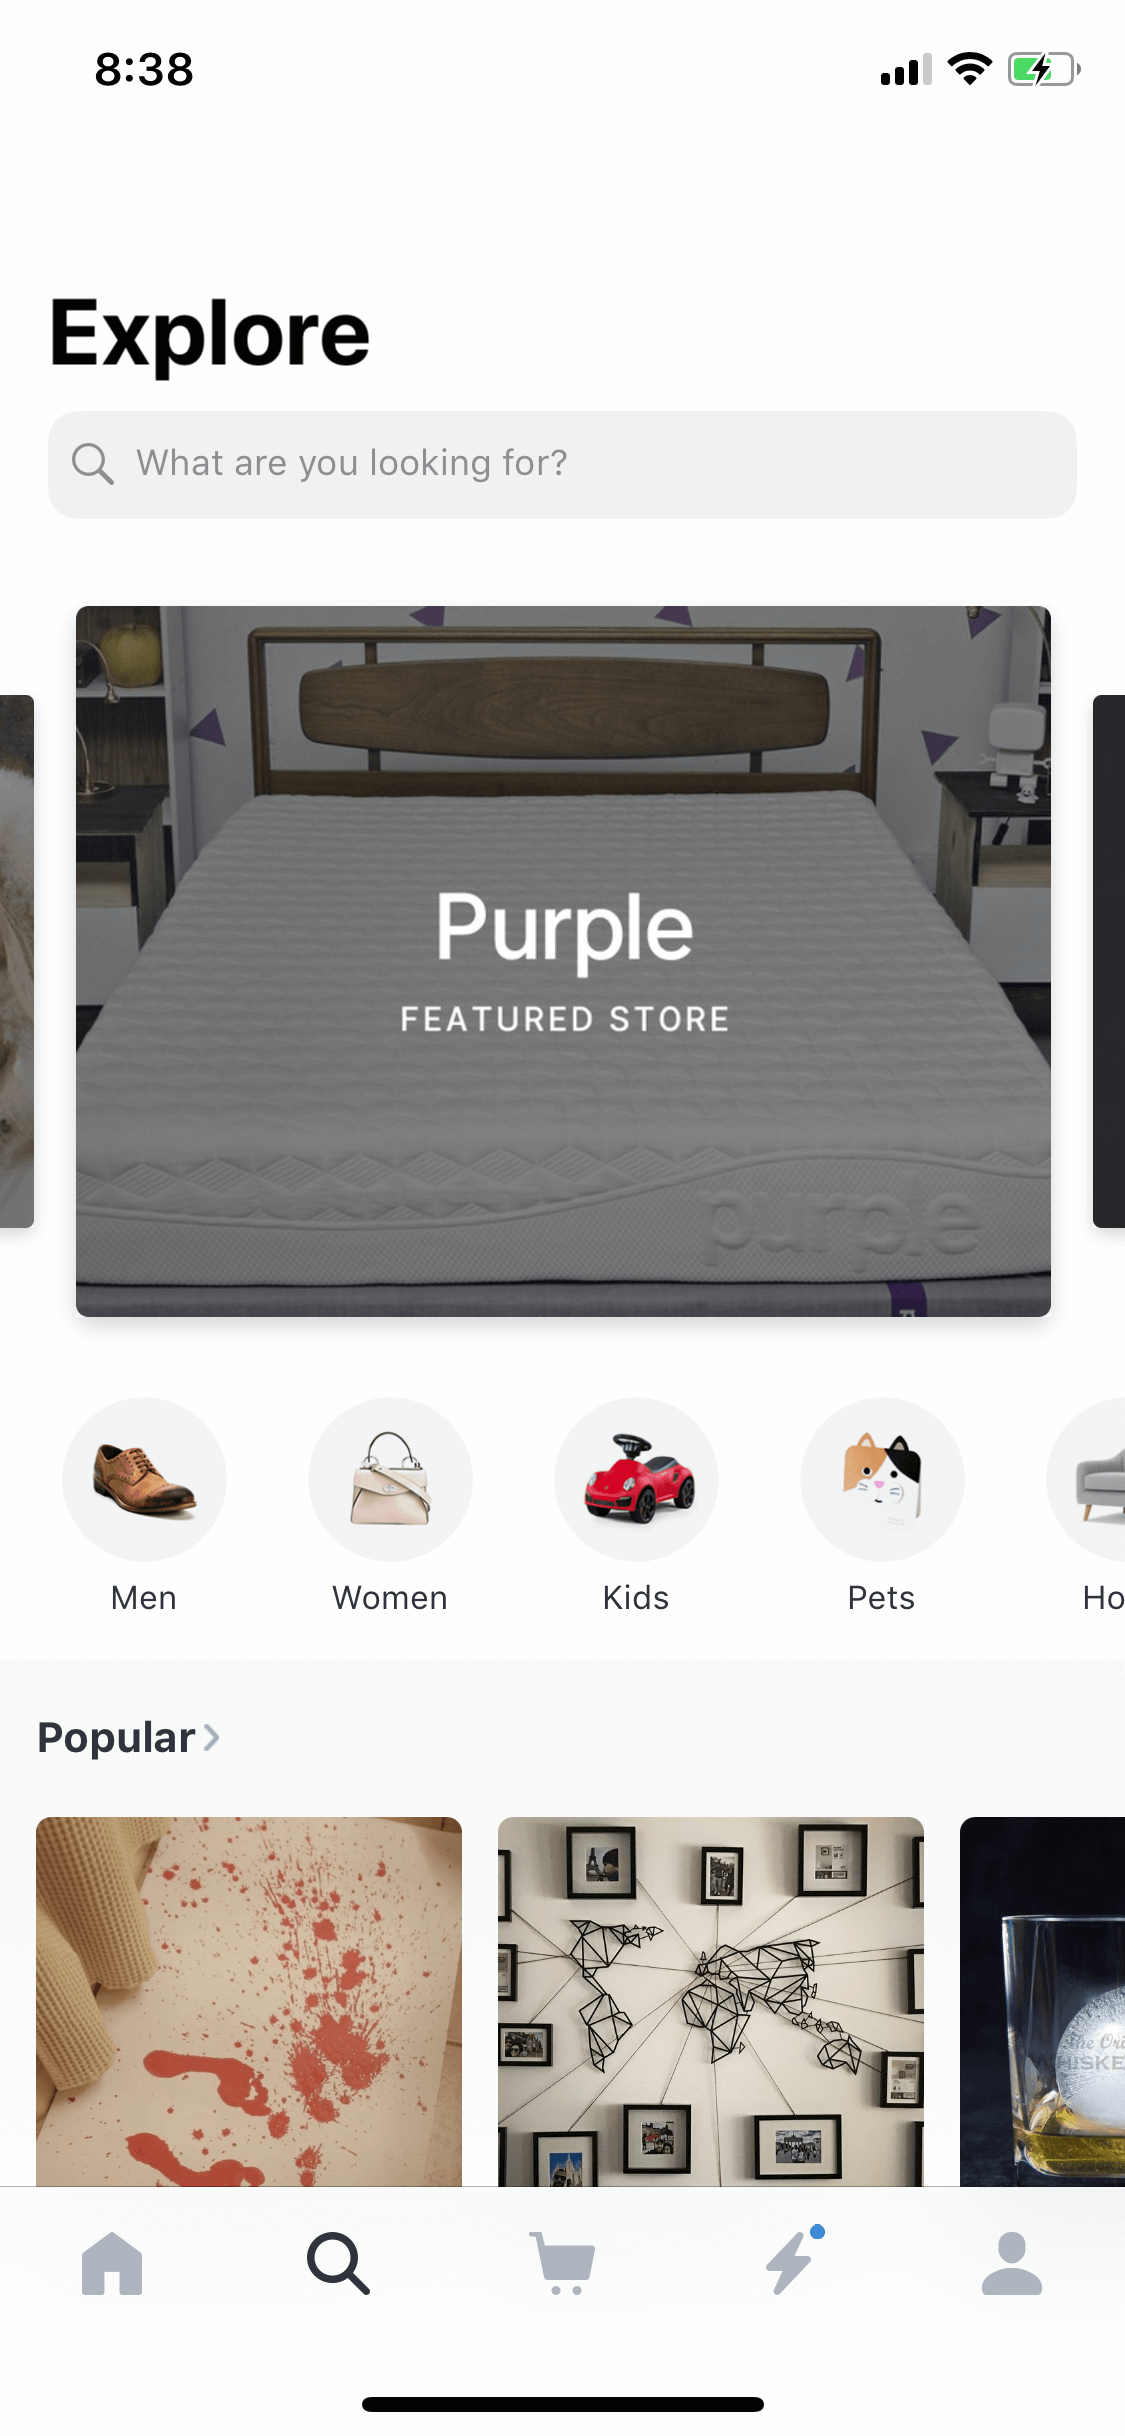 8:38
Explore
What are you looking for?
Purple
FEATURED STORE
purple
Men
Women
Kids
Pets
Ho
Popular
The Ori
WHISKE